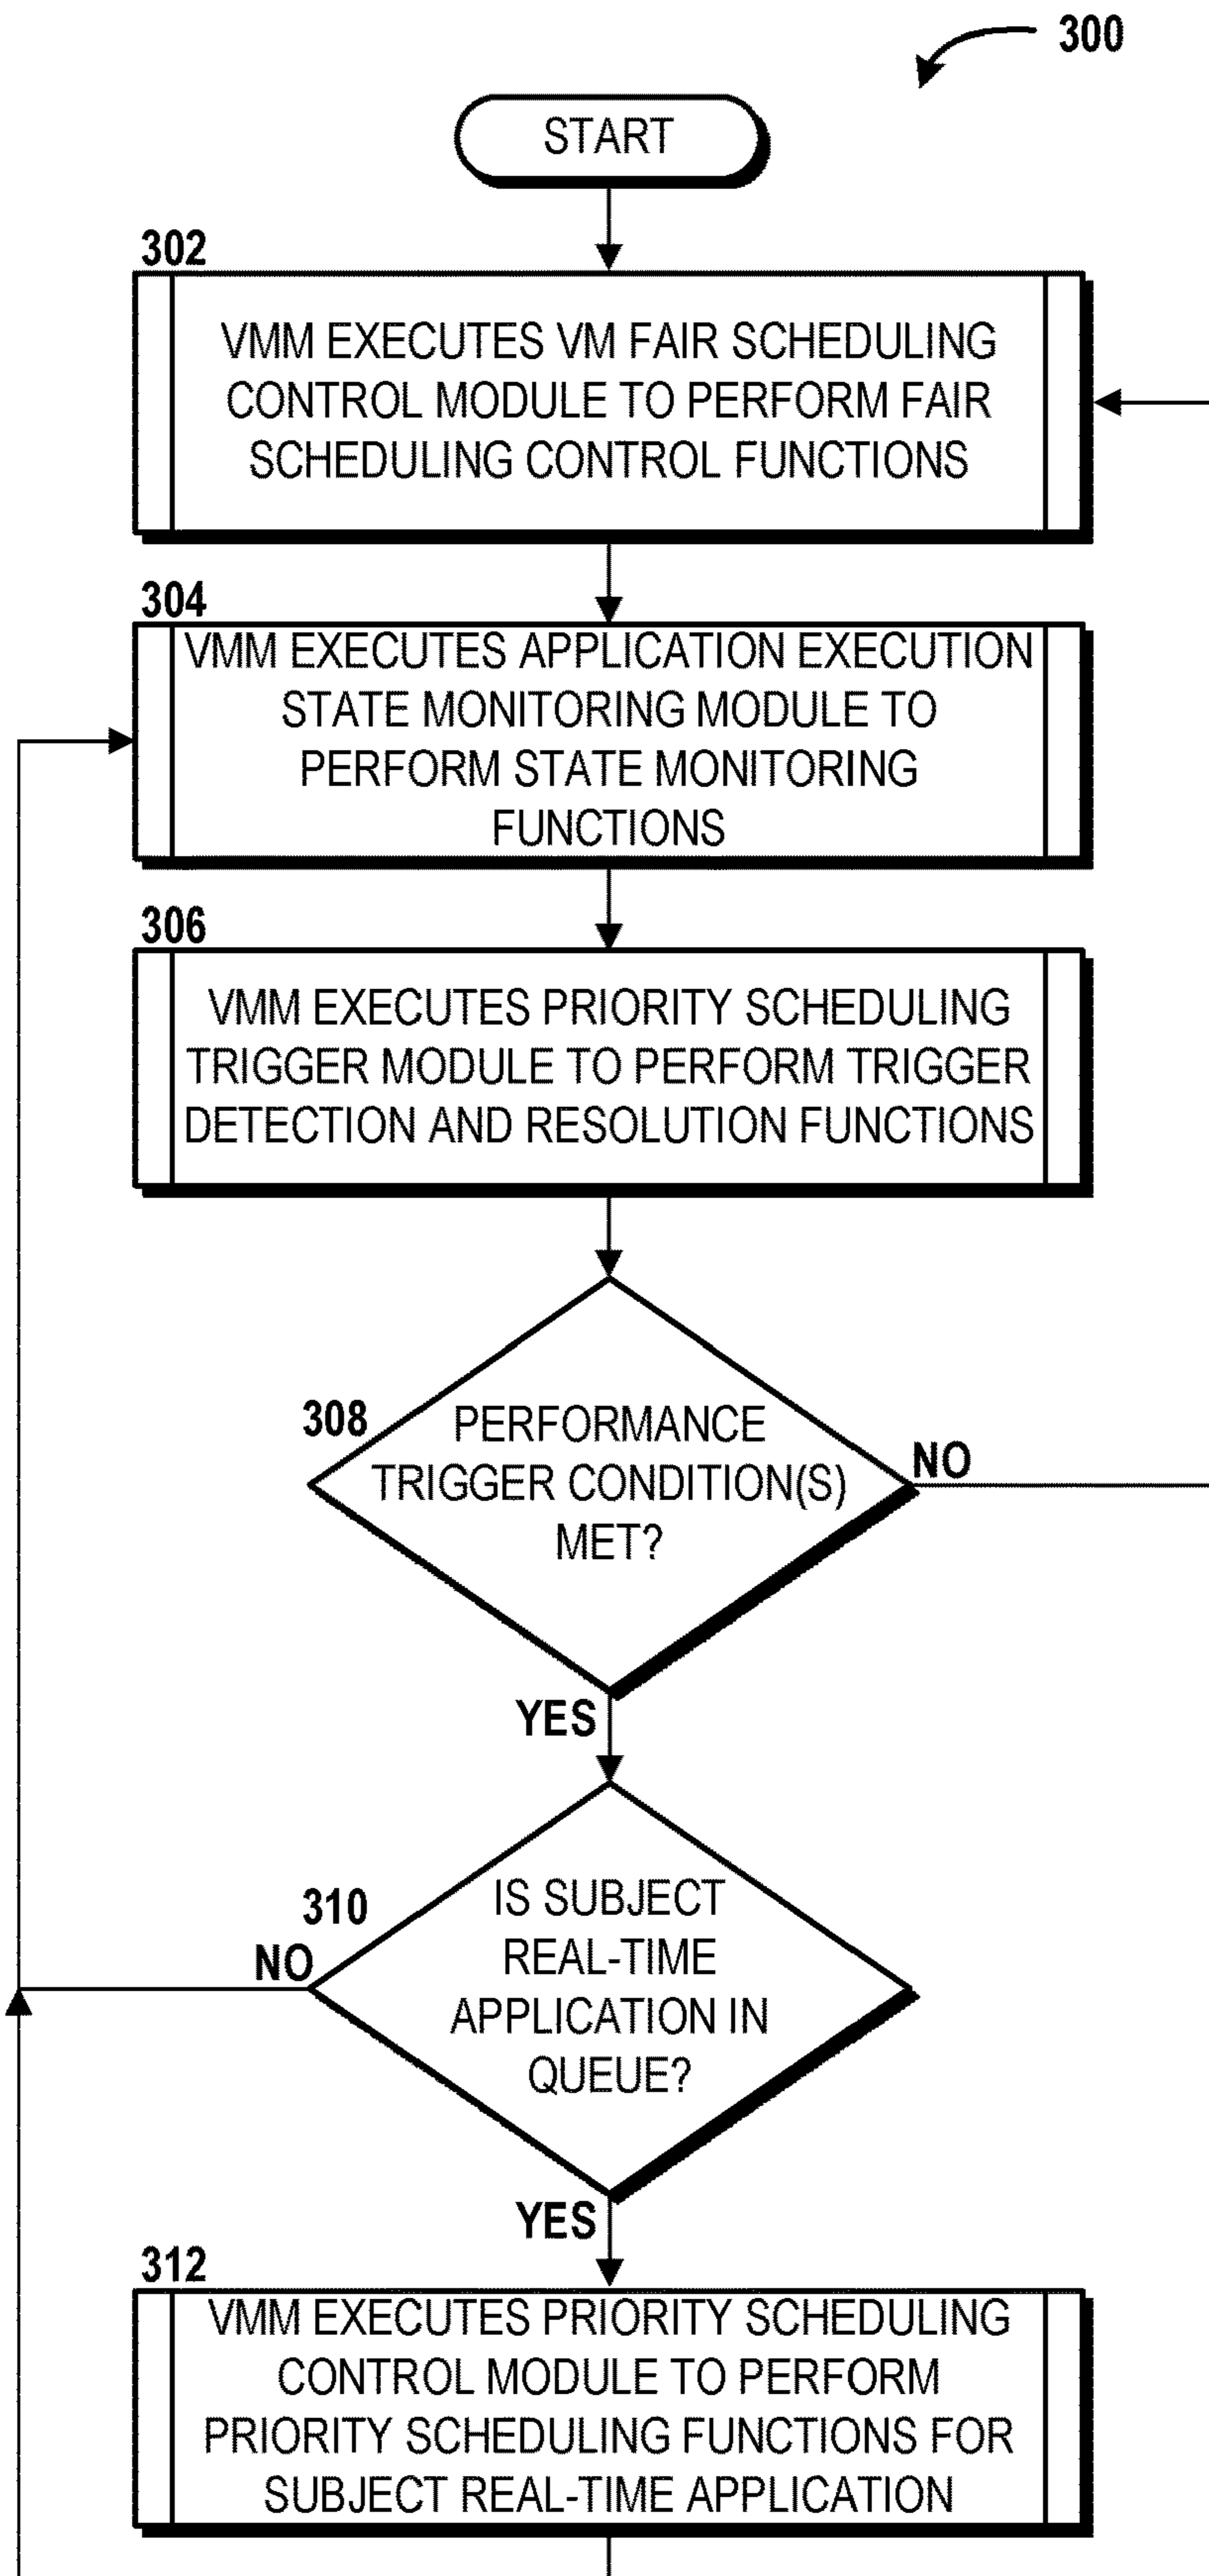 300
START
302
VMM EXECUTES VM FAIR SCHEDULING
CONTROL MODULE TO PERFORM FAIR
SCHEDULING CONTROL FUNCTIONS
304
VMM EXECUTES APPLICATION EXECUTION
STATE MONITORING MODULE TO
PERFORM STATE MONITORING
FUNCTIONS
306
VMM EXECUTES PRIORITY SCHEDULING
TRIGGER MODULE TO PERFORM TRIGGER
DETECTION AND RESOLUTION FUNCTIONS
308
PERFORMANCE
TRIGGER CONDITION(S)
MET?
NO
YES
310
IS SUBJECT
REAL-TIME
APPLICATION IN
QUEUE?
NO
YES
312
VMM EXECUTES PRIORITY SCHEDULING
CONTROL MODULE TO PERFORM
PRIORITY SCHEDULING FUNCTIONS FOR
SUBJECT REAL-TIME APPLICATION